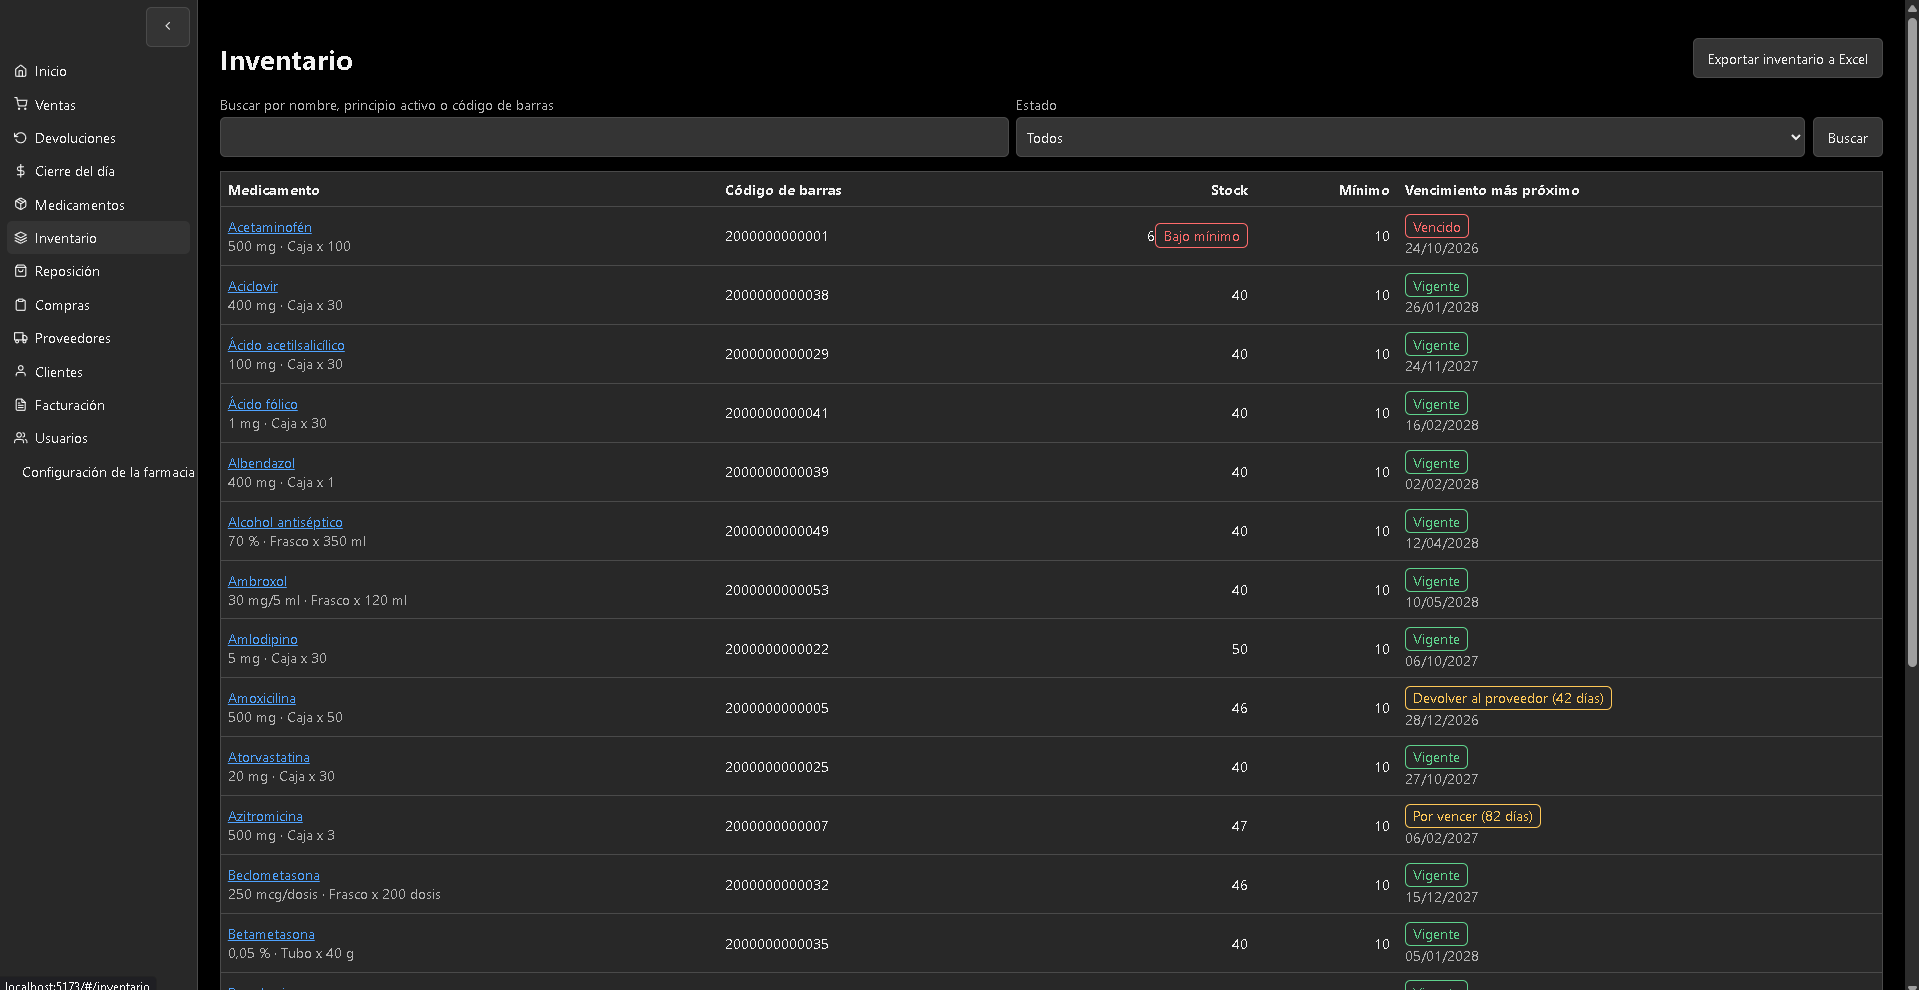 Inicio
Ventas
Devoluciones
Cierre del día
Medicamentos
Inventario
Reposición
Compras
Proveedores
Clientes
Facturación
Usuarios
Configuración de la farmacia
Inventario
Exportar inventario a Excel
Buscar por nombre, principio activo o código de barras
Estado
Todos
Buscar
Medicamento Código de barras Stock Mínimo Vencimiento más próximo
Acetaminofén
500 mg · Caja x 100
2000000000001 6 Bajo mínimo 10
Vencido
24/10/2026
Aciclovir
400 mg · Caja x 30
2000000000038 40 10
Vigente
26/01/2028
Ácido acetilsalicílico
100 mg · Caja x 30
2000000000029 40 10
Vigente
24/11/2027
Ácido fólico
1 mg · Caja x 30
2000000000041 40 10
Vigente
16/02/2028
Albendazol
400 mg · Caja x 1
2000000000039 40 10
Vigente
02/02/2028
Alcohol antiséptico
70 % · Frasco x 350 ml
2000000000049 40 10
Vigente
12/04/2028
Ambroxol
30 mg/5 ml · Frasco x 120 ml
2000000000053 40 10
Vigente
10/05/2028
Amlodipino
5 mg · Caja x 30
2000000000022 50 10
Vigente
06/10/2027
Amoxicilina
500 mg · Caja x 50
2000000000005 46 10
Devolver al proveedor (42 días)
28/12/2026
Atorvastatina
20 mg · Caja x 30
2000000000025 40 10
Vigente
27/10/2027
Azitromicina
500 mg · Caja x 3
2000000000007 47 10
Por vencer (82 días)
06/02/2027
Beclometasona
250 mcg/dosis · Frasco x 200 dosis
2000000000032 46 10
Vigente
15/12/2027
Betametasona
0,05 % · Tubo x 40 g
2000000000035 40 10
Vigente
05/01/2028
localhost:5173/#/inventario